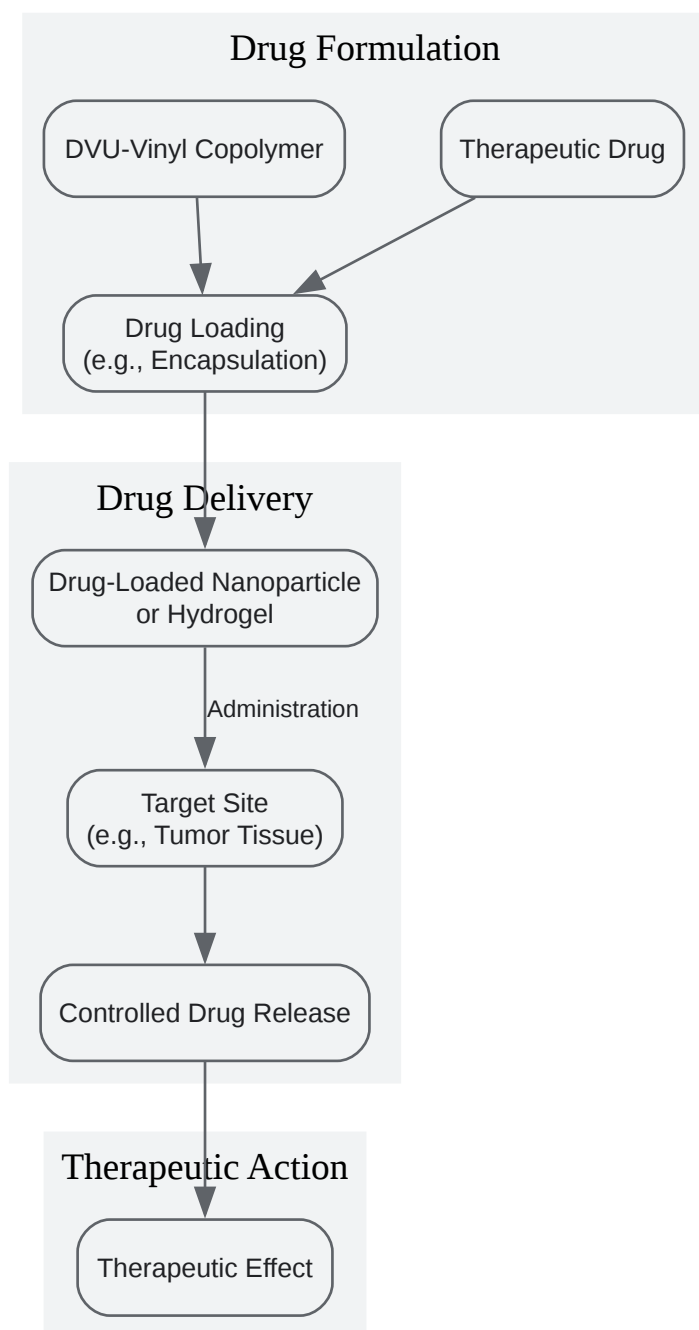 Drug Formulation
DVU-Vinyl Copolymer
Therapeutic Drug
Drug Loading
(e.g., Encapsulation)
Drug Delivery
Drug-Loaded Nanoparticle
or Hydrogel
Administration
Target Site
(e.g., Tumor Tissue)
Controlled Drug Release
Therapeutic Action
Therapeutic Effect